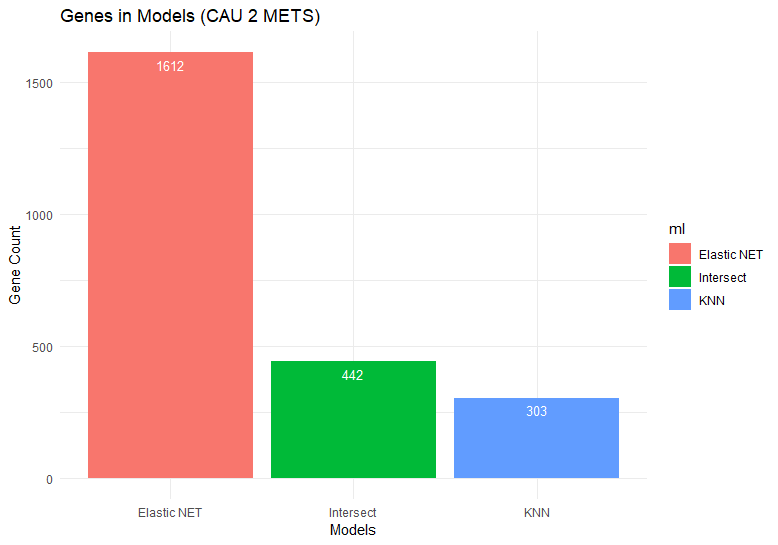 Genes in Models (CAU 2 METS)
Gene Count
1500
1000
500
0
1612
442
303
Elastic NET
Intersect
KNN
Models
ml
Elastic NET
Intersect
KNN